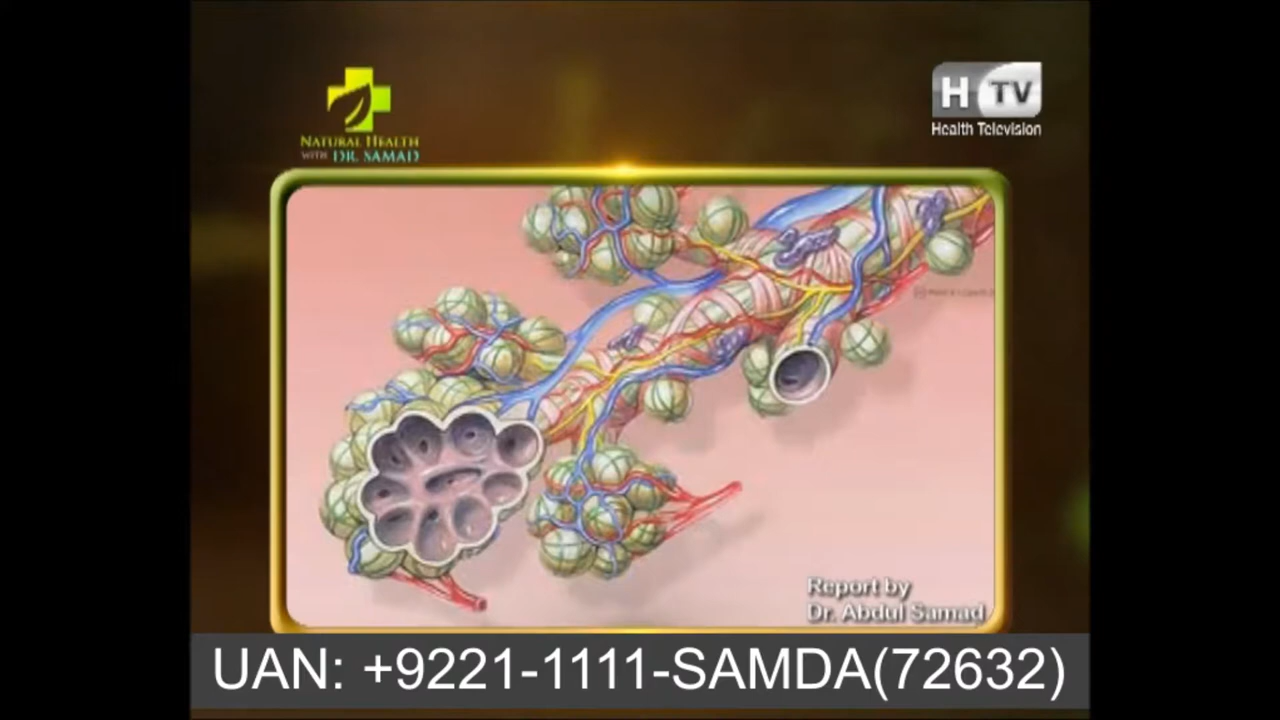 NATURAL HEALTH
WITH DR. SAMAD
H TV
Health Television
Report by
Dr. Abdul Samad
UAN: +9221-1111-SAMDA(72632)